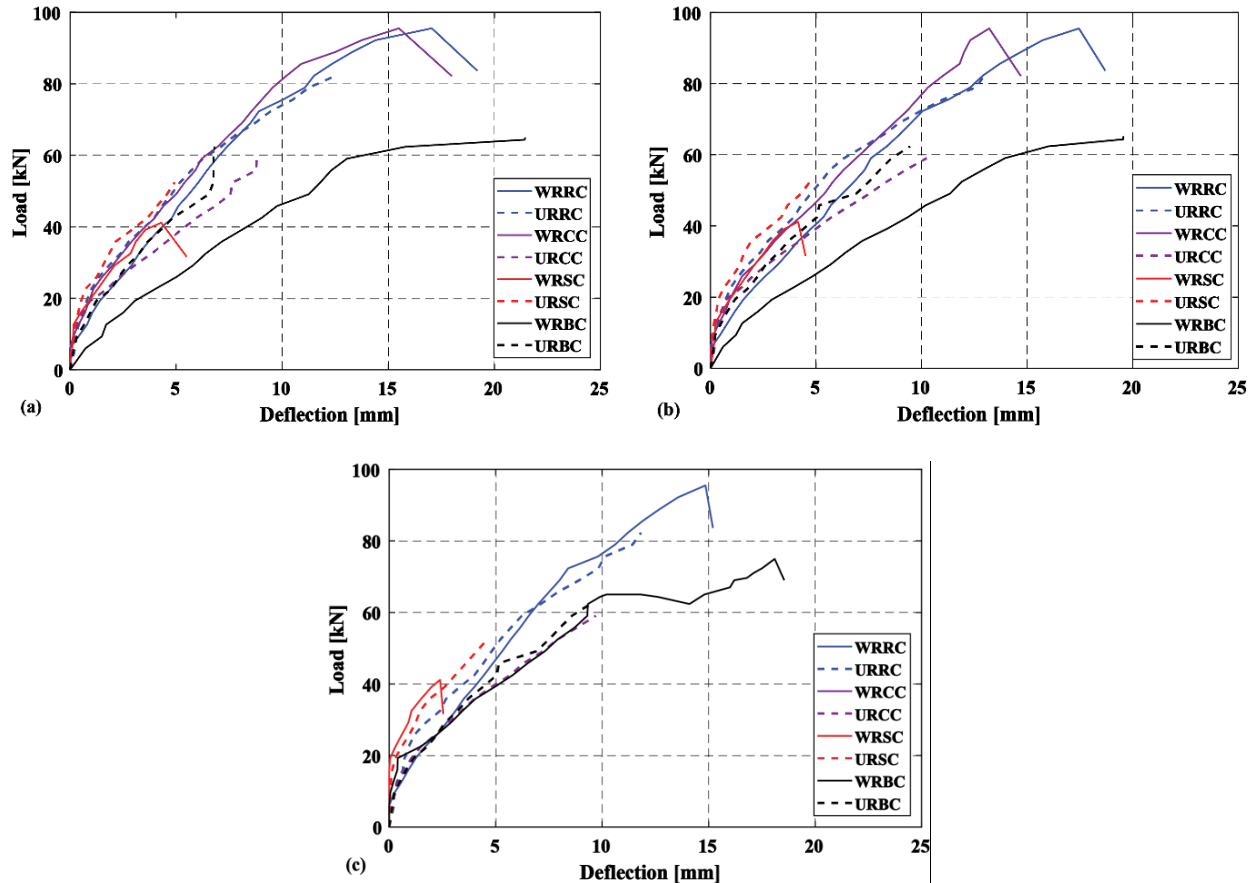 100
80
60
40
20
0
Load [kN]
0 5 10 15 20 25
(a) Deflection [mm]
WRRC
URRC
WRCC
URCC
WRSC
URSC
WRBC
URBC
100
80
60
40
20
0
Load [kN]
0 5 10 15 20 25
(b) Deflection [mm]
WRRC
URRC
WRCC
URCC
WRSC
URSC
WRBC
URBC
100
80
60
40
20
0
Load [kN]
0 5 10 15 20 25
(c) Deflection [mm]
WRRC
URRC
WRCC
URCC
WRSC
URSC
WRBC
URBC